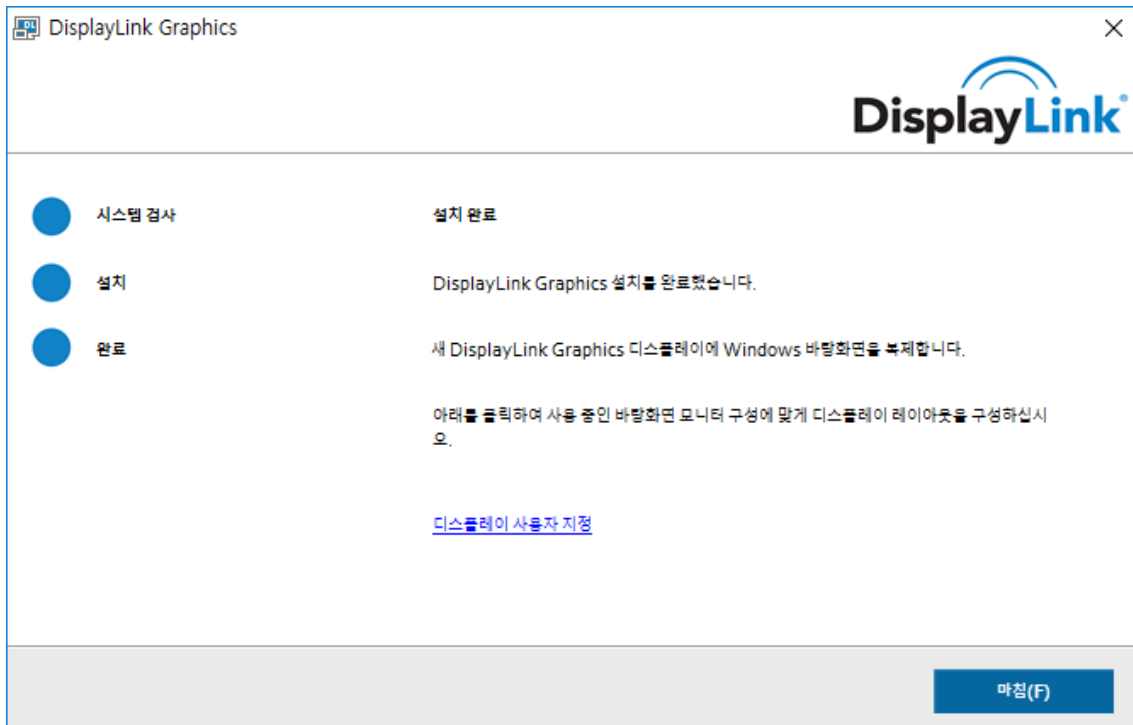 DisplayLink Graphics
DisplayLink®
시스템 검사
설치
완료
설치 완료
DisplayLink Graphics 설치를 완료했습니다.
새 DisplayLink Graphics 디스플레이에 Windows 바탕화면을 복제합니다.
아래를 클릭하여 사용 중인 바탕화면 모니터 구성에 맞게 디스플레이 레이아웃을 구성하십시
오.
디스플레이 사용자 지정
마침(F)